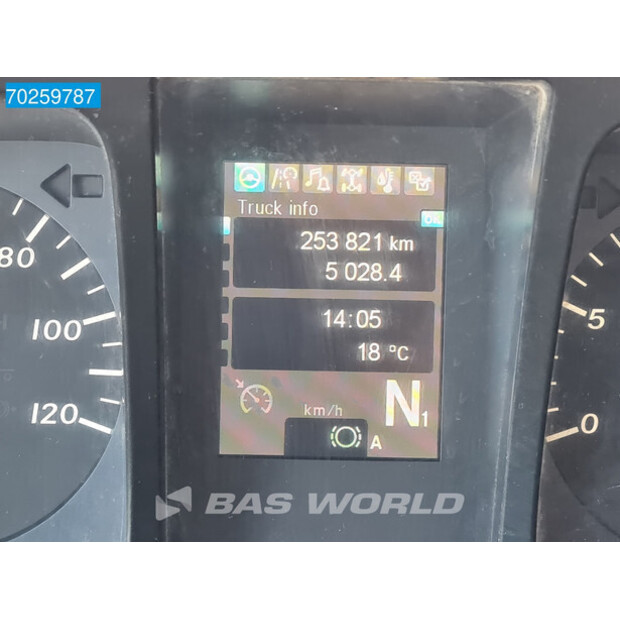 70259787
Truck info
253 821 km
5 028.4
14:05
18 °C
km/h
N1
A
80
100
120
5
0
BAS WORLD